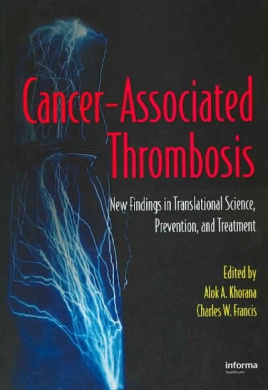 Cancer-Associated
Thrombosis
New Findings in Translational Science,
Prevention, and Treatment
Edited by
Alok A. Khorana
Charles W. Francis
informa
healthcare